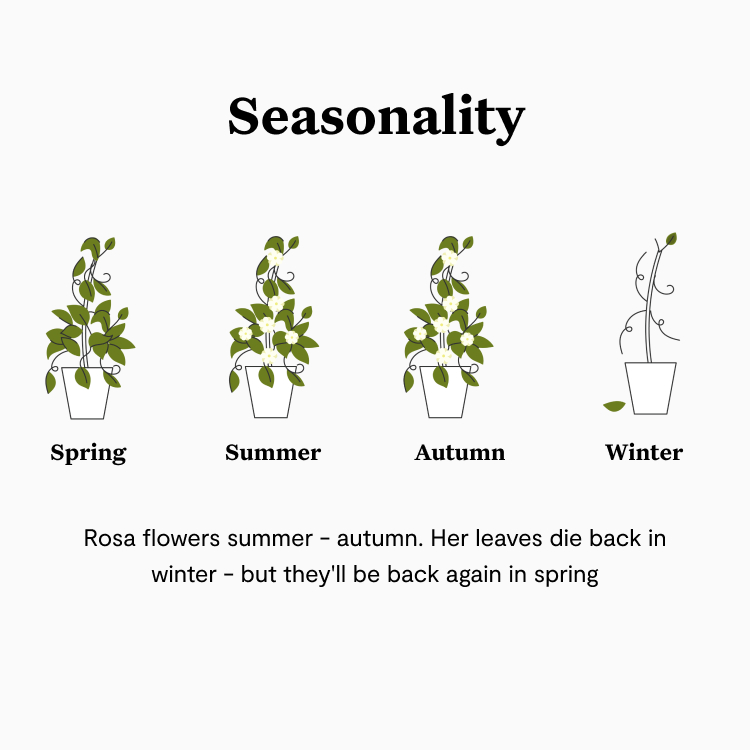 Seasonality
Spring
Summer
Autumn
Winter
Rosa flowers summer - autumn. Her leaves die back in
winter - but they'll be back again in spring